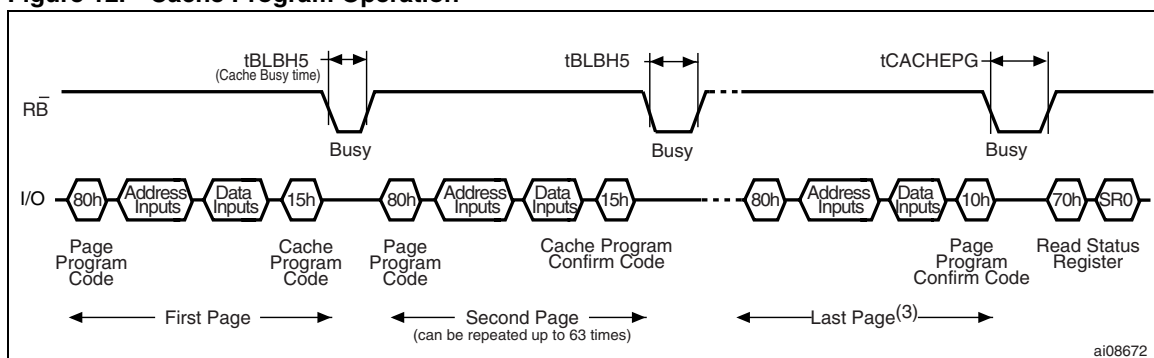 Figure 12. Cache Program Operation
tBLBH5
(Cache Busy time)
tBLBH5
tCACHEPG
RB
Busy
Busy
Busy
I/O
80h
Address Inputs
Data Inputs
15h
80h
Address Inputs
Data Inputs
15h
80h
Address Inputs
Data Inputs
10h
70h
SR0
Page Program Code
Cache Program Code
Page Program Code
Cache Program Confirm Code
Page Program Confirm Code
Read Status Register
First Page
Second Page
(can be repeated up to 63 times)
Last Page(3)
ai08672